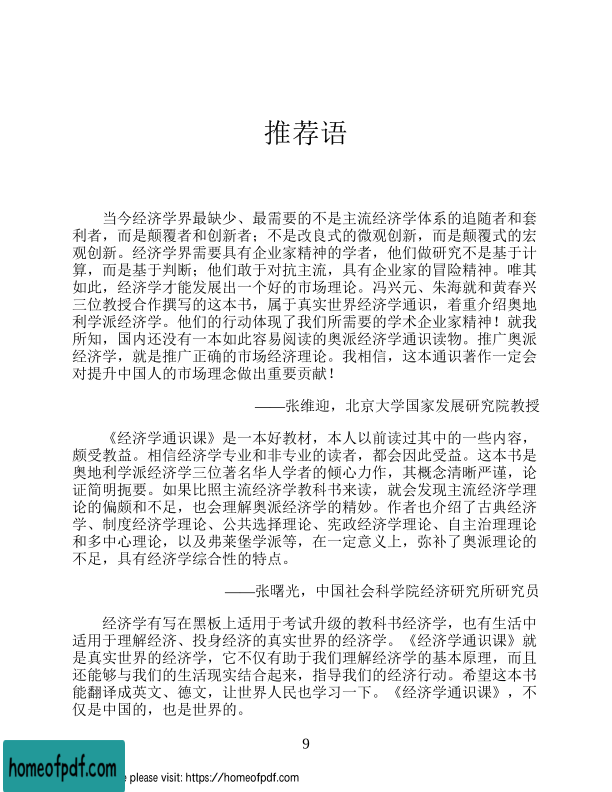 推荐语
当今经济学界最缺少、最需要的不是主流经济学体系的追随者和套
利者，而是颠覆者和创新者；不是改良式的微观创新，而是颠覆式的宏
观创新。经济学界需要具有企业家精神的学者，他们做研究不是基于计
算，而是基于判断；他们敢于对抗主流，具有企业家的冒险精神。唯其
如此，经济学才能发展出一个好的市场理论。冯兴元、朱海就和黄春兴
三位教授合作撰写的这本书，属于真实世界经济学通识，着重介绍奥地
利学派经济学。他们的行动体现了我们所需要的学术企业家精神！就我
所知，国内还没有一本如此容易阅读的奥派经济学通识读物。推广奥派
经济学，就是推广正确的市场经济理论。我相信，这本通识著作一定会
对提升中国人的市场理念做出重要贡献！
——张维迎，北京大学国家发展研究院教授
《经济学通识课》是一本好教材，本人以前读过其中的一些内容，
颇受教益。相信经济学专业和非专业的读者，都会因此受益。这本书是
奥地利学派经济学三位著名华人学者的倾心力作，其概念清晰严谨，论
证简明扼要。如果比照主流经济学教科书来读，就会发现主流经济学理
论的偏颇和不足，也会理解奥派经济学的精妙。作者也介绍了古典经济
学、制度经济学理论、公共选择理论、宪政经济学理论、自主治理理论
和多中心理论，以及弗莱堡学派等，在一定意义上，弥补了奥派理论的
不足，具有经济学综合性的特点。
——张曙光，中国社会科学院经济研究所研究员
经济学有写在黑板上适用于考试升级的教科书经济学，也有生活中
适用于理解经济、投身经济的真实世界的经济学。《经济学通识课》就
是真实世界的经济学，它不仅有助于我们理解经济学的基本原理，而且
还能够与我们的生活现实结合起来，指导我们的经济行动。希望这本书
能翻译成英文、德文，让世界人民也学习一下。《经济学通识课》，不
仅是中国的，也是世界的。
9
homeofpdf.com
please visit: https://homeofpdf.com